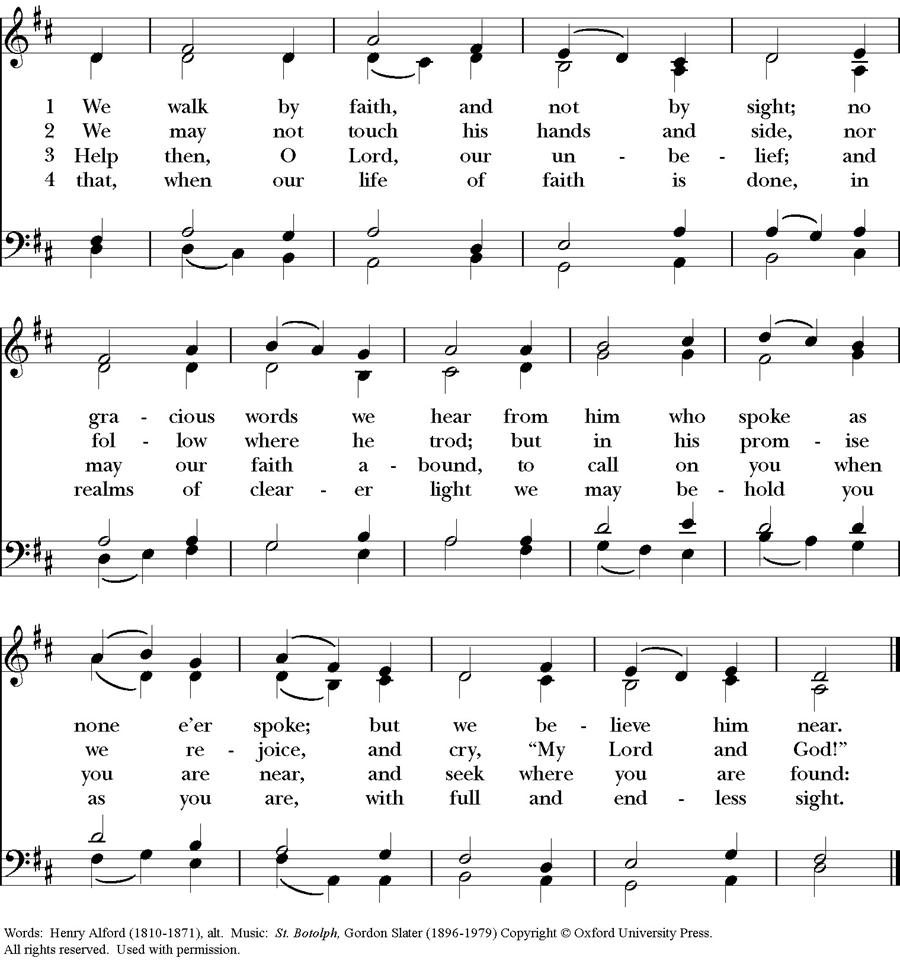 1 We walk by faith, and not by sight; no
2 We may not touch his hands and side, nor
3 Help then, O Lord, our un - be - lief; and
4 that, when our life of faith is done, in
gra - cious words we hear from him who spoke as
fol - low where he trod; but in his prom - ise
may our faith a - bound, to call on you when
realms of clear - er light we may be - hold you
none e'er spoke; but we be - lieve him near.
we re - joice, and cry, “My Lord and God!”
you are near, and seek where you are found:
as you are, with full and end - less sight.
Words: Henry Alford (1810-1871), alt. Music: St. Botolph, Gordon Slater (1896-1979) Copyright © Oxford University Press.
All rights reserved. Used with permission.